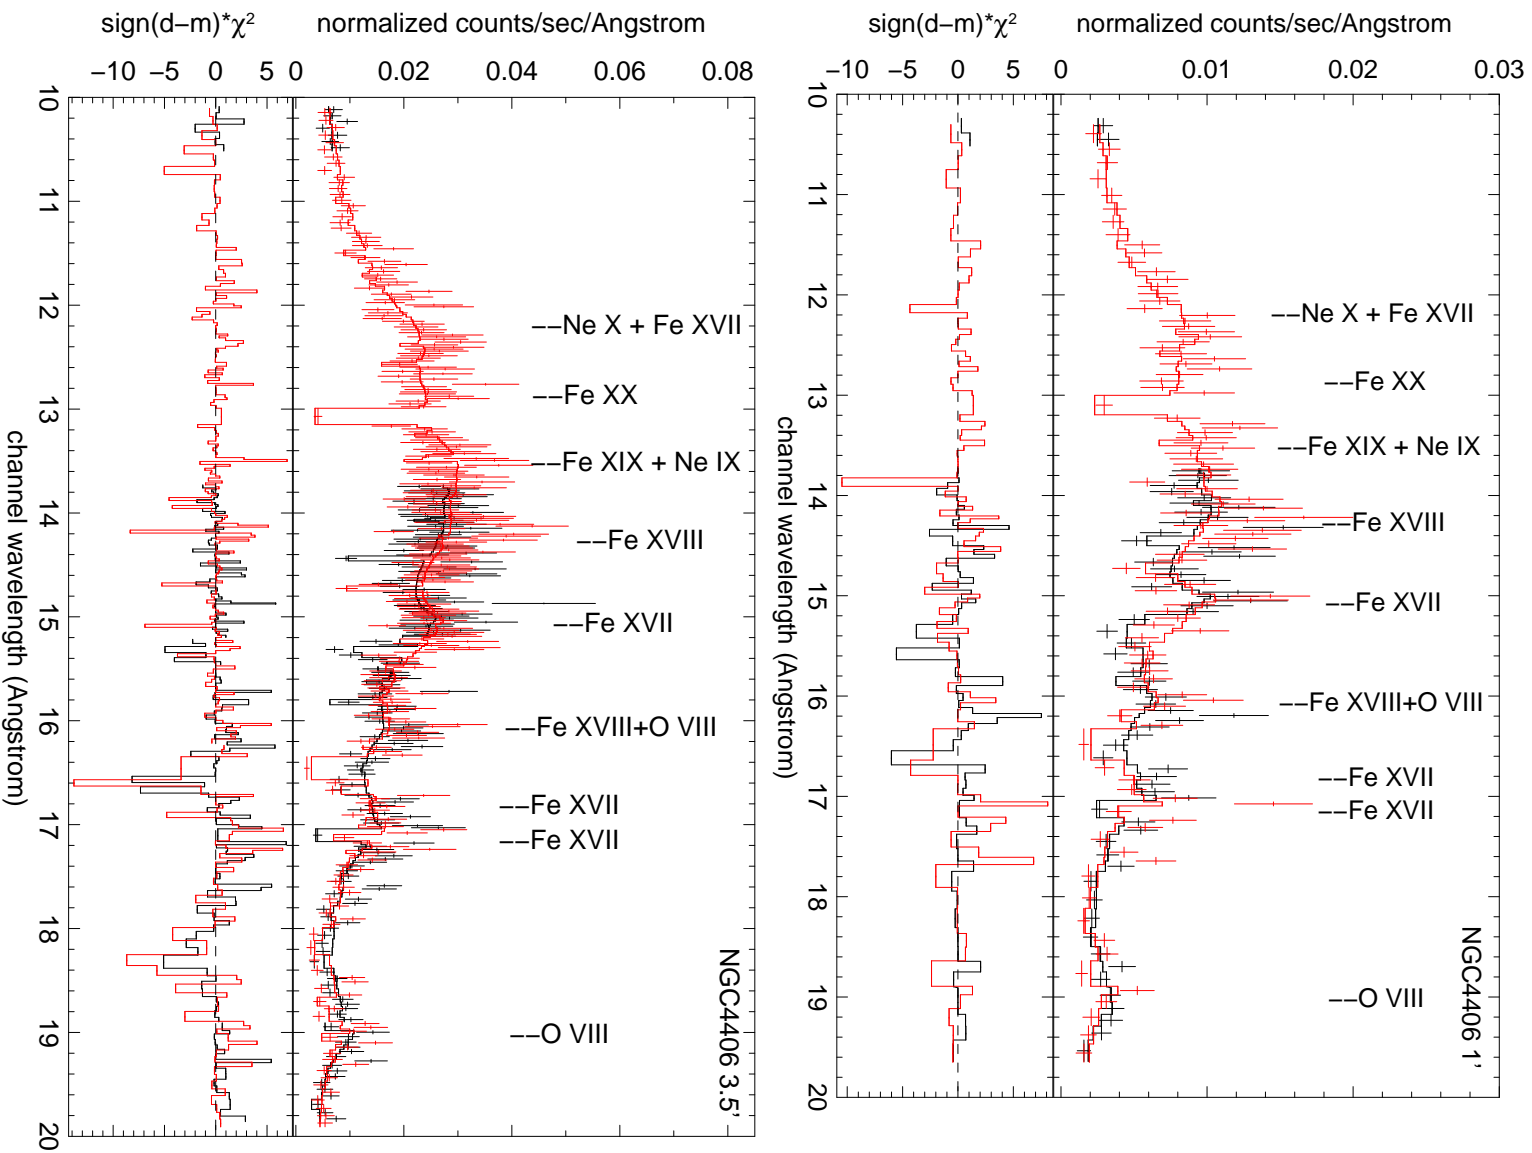 sign(d−m)*χ²
normalized counts/sec/Angstrom
−10 −5 0 5
0 0.02 0.04 0.06 0.08
10 11 12 13 14 15 16 17 18 19 20
channel wavelength (Angstrom)
−−Ne X + Fe XVII
−−Fe XX
−−Fe XIX + Ne IX
−−Fe XVIII
−−Fe XVII
−−Fe XVIII+O VIII
−−Fe XVII
−−Fe XVII
−−O VIII
NGC4406 3.5'
sign(d−m)*χ²
normalized counts/sec/Angstrom
−10 −5 0 5
0 0.01 0.02 0.03
10 11 12 13 14 15 16 17 18 19 20
channel wavelength (Angstrom)
−−Ne X + Fe XVII
−−Fe XX
−−Fe XIX + Ne IX
−−Fe XVIII
−−Fe XVII
−−Fe XVIII+O VIII
−−Fe XVII
−−Fe XVII
−−O VIII
NGC4406 1'